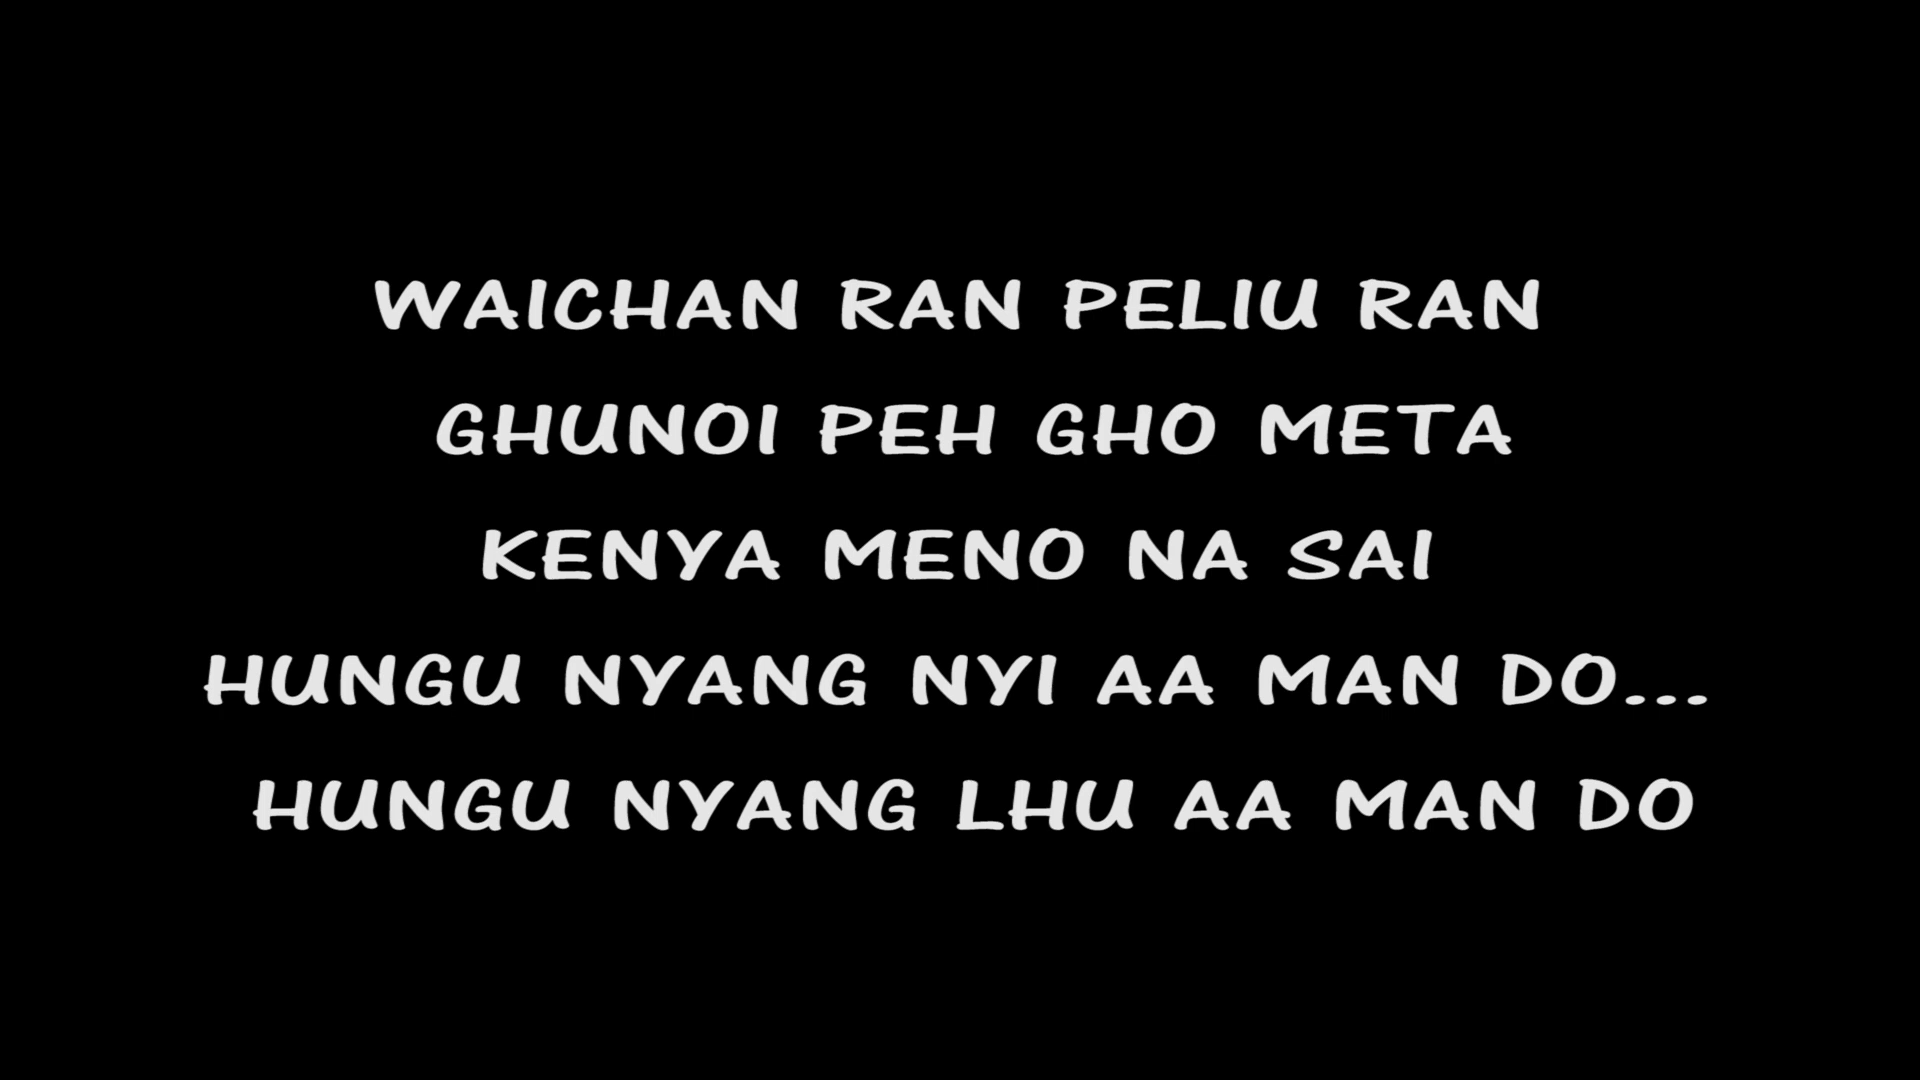 WAICHAN RAN PELIU RAN
GHUNOI PEH GHO META
KENYA MENO NA SAI
HUNGU NYANG NYI AA MAN DO...
HUNGU NYANG LHU AA MAN DO